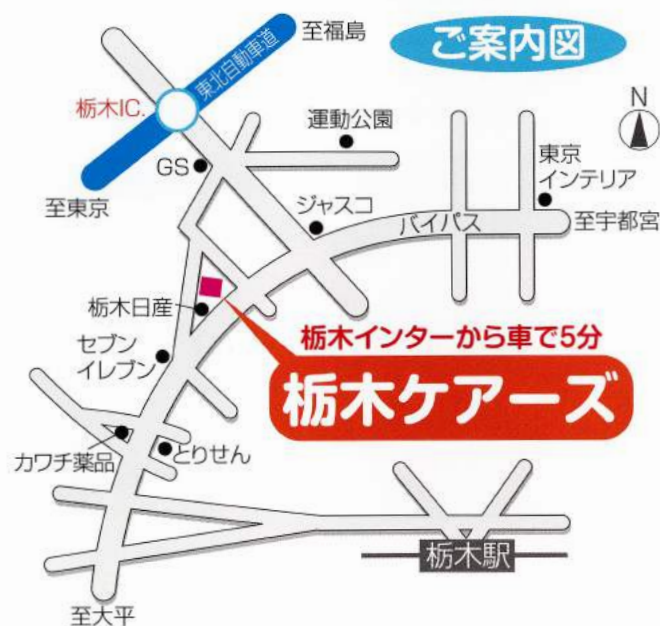 ご案内図
至福島
東北自動車道
栃木IC.
運動公園
N
GS
東京
インテリア
至東京
ジャスコ
バイパス
至宇都宮
栃木日産
栃木インターから車で5分
セブン
イレブン
栃木ケアーズ
カワチ薬品
とりせん
栃木駅
至大平